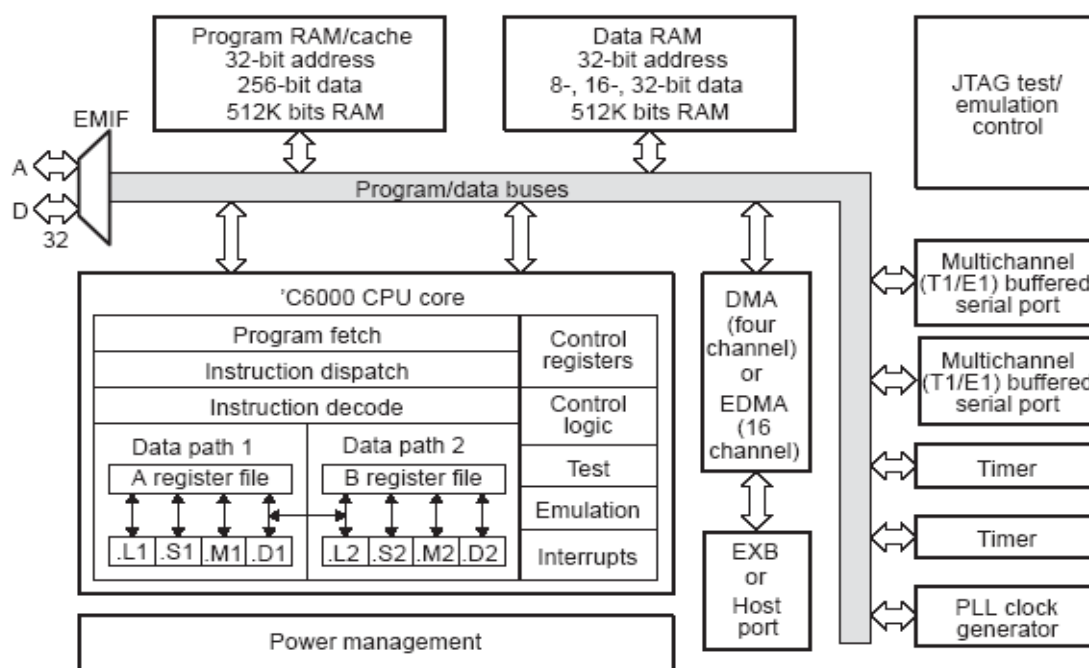 Program RAM/cache
32-bit address
256-bit data
512K bits RAM
Data RAM
32-bit address
8-, 16-, 32-bit data
512K bits RAM
JTAG test/
emulation
control
EMIF
A
D
32
Program/data buses
'C6000 CPU core
Program fetch
Instruction dispatch
Instruction decode
Data path 1
A register file
.L1 .S1 .M1 .D1
Data path 2
B register file
.L2 .S2 .M2 .D2
Control
registers
Control
logic
Test
Emulation
Interrupts
DMA
(four
channel)
or
EDMA
(16
channel)
EXB
or
Host
port
Multichannel
(T1/E1) buffered
serial port
Multichannel
(T1/E1) buffered
serial port
Timer
Timer
PLL clock
generator
Power management